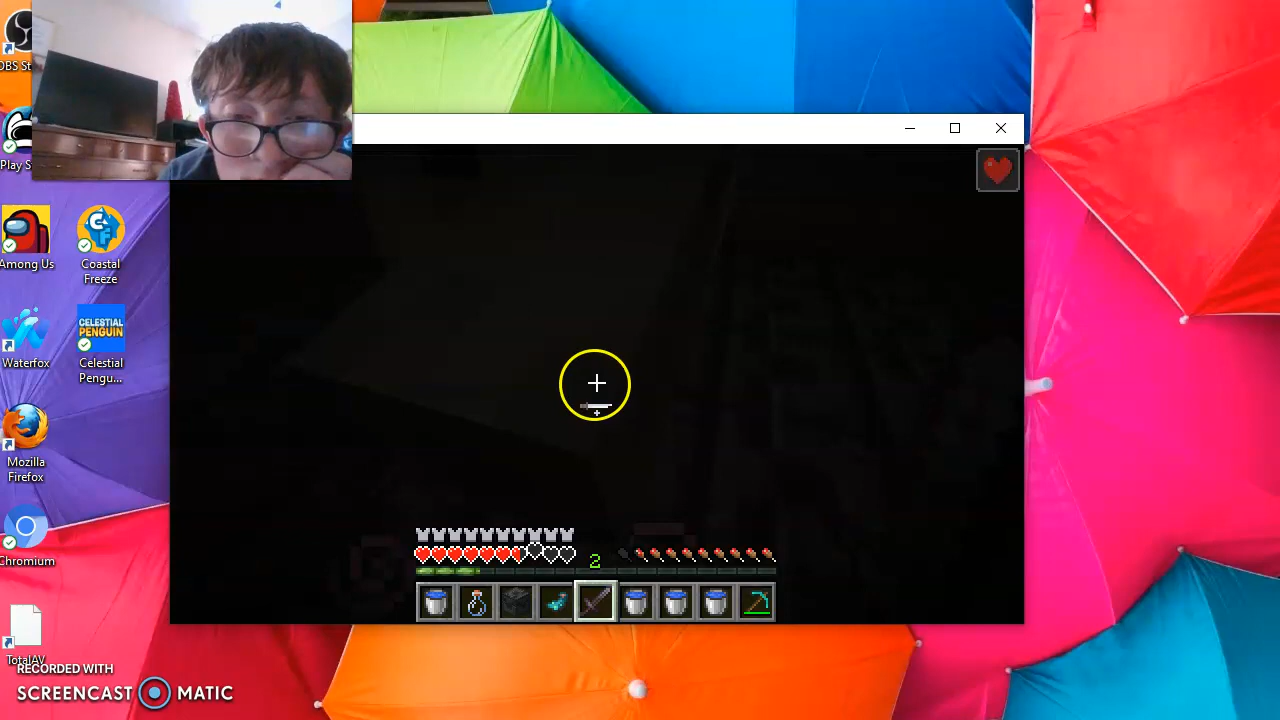 OBS St
Play S
Among Us
Coastal
Freeze
Waterfox
CELESTIAL
PENGUIN
Celestial
Pengu...
Mozilla
Firefox
Chromium
2
TotalAV
RECORDED WITH
SCREENCAST MATIC